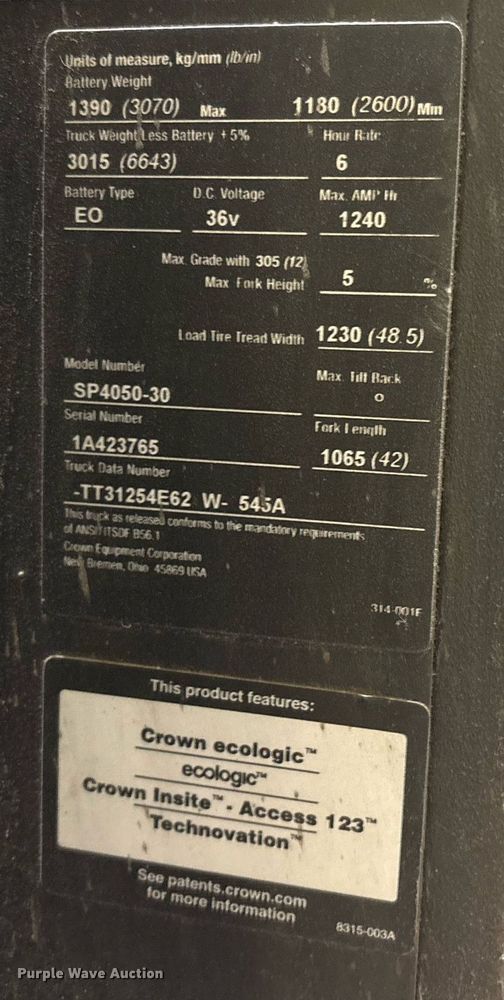 Units of measure, kg/mm (lb/in)
Battery Weight
1390 (3070) Max 1180 (2600) Min
Truck Weight Less Battery + 5% Hour Rate
3015 (6643) 6
Battery Type D.C. Voltage Max. AMP Hr
EO 36v 1240
Max. Grade with 305 (12)
Max Fork Height 5 %
Load Tire Tread Width 1230 (48.5)
Model Number Max. Tilt Back
SP4050-30 o
Serial Number Fork Length
1A423765 1065 (42)
Truck Data Number
-TT31254E62 W- 545A
This truck as released conforms to the mandatory requirements
of ANSI/ITSDF B56.1
Crown Equipment Corporation
New Bremen, Ohio 45869 USA
314-001F
This product features:
Crown ecologic™
ecologic™
Crown Insite™ - Access 123™
Technovation™
See patents.crown.com
for more information
8315-003A
Purple Wave Auction